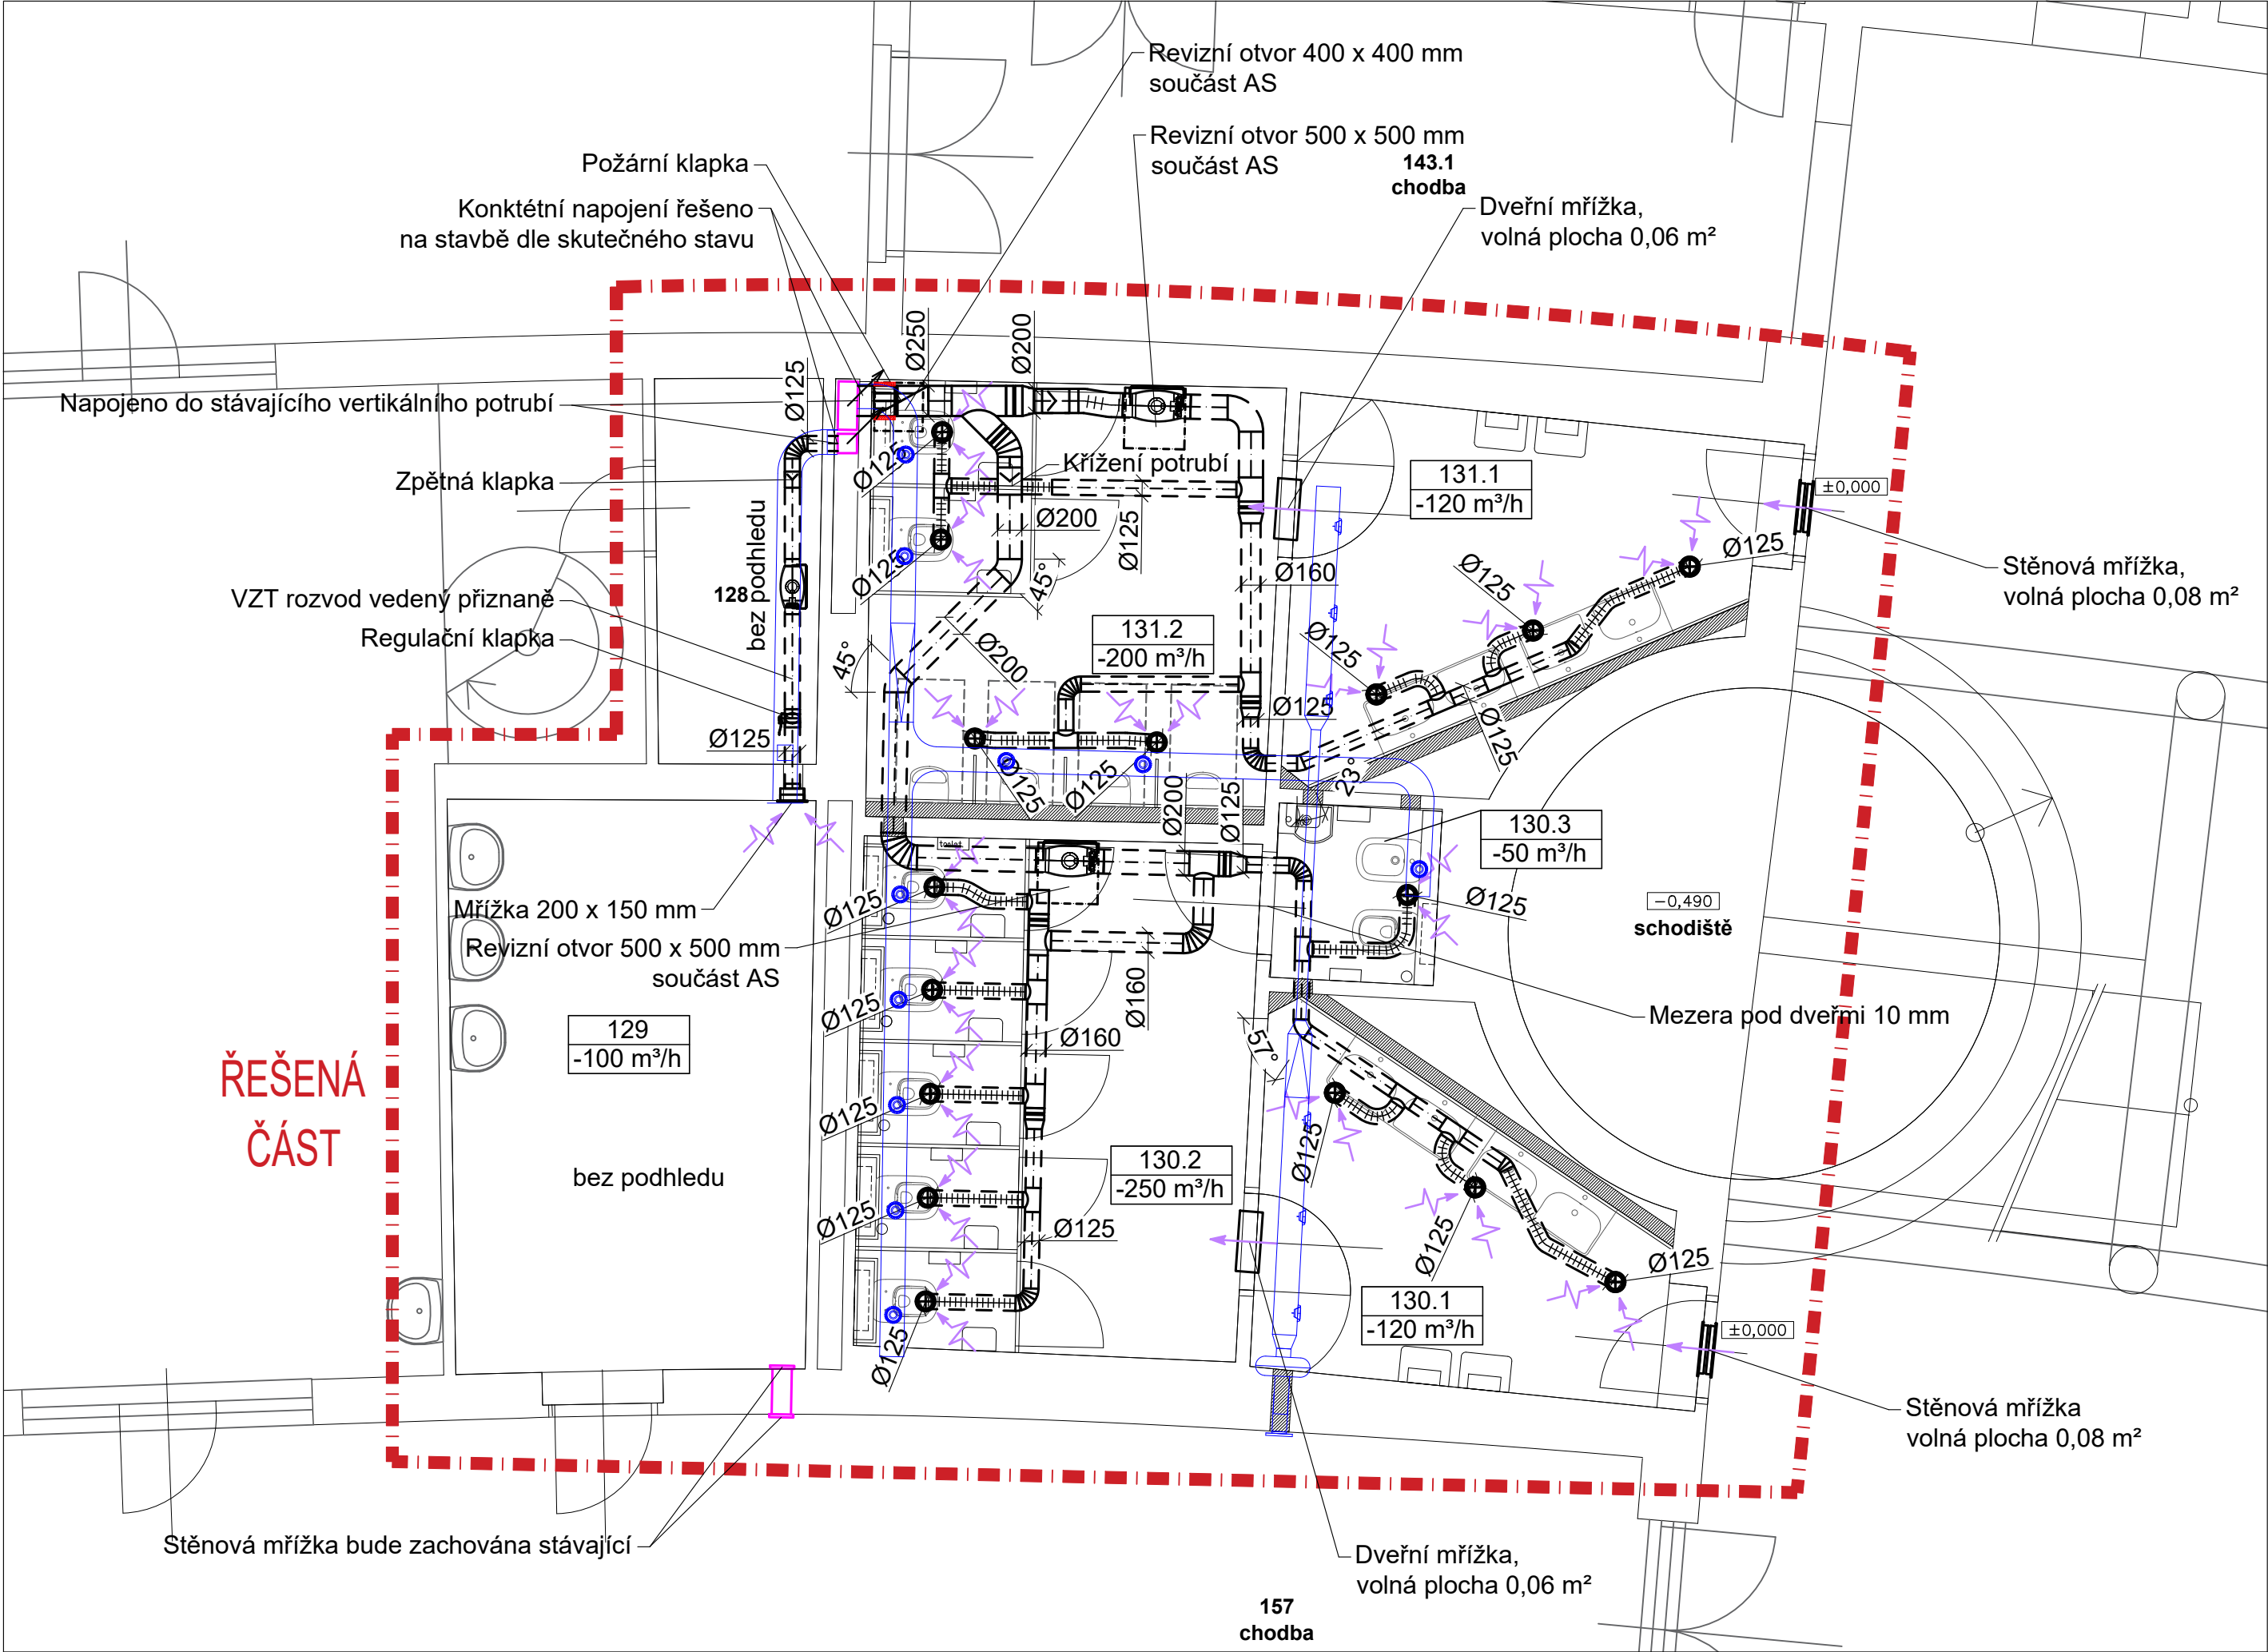 Revizní otvor 400 x 400 mm
součást AS
Revizní otvor 500 x 500 mm
součást AS
143.1
chodba
Požární klapka
Konktétní napojení řešeno
na stavbě dle skutečného stavu
Dveřní mřížka,
volná plocha 0,06 m²
Ø250
Ø200
Ø125
Napojeno do stávajícího vertikálního potrubí
Zpětná klapka
Ø125
Křížení potrubí
131.1
-120 m³/h
±0,000
Ø200
Ø125
Ø125
Stěnová mřížka,
volná plocha 0,08 m²
bez podhledu
128
VZT rozvod vedený přiznaně
Regulační klapka
Ø125
45°
Ø160
Ø125
Ø125
131.2
-200 m³/h
45°
Ø200
Ø125
Ø125
Ø125
Ø125
Ø125
Ø125
23°
Ø200
Ø125
130.3
-50 m³/h
Mřížka 200 x 150 mm
Ø125
Ø125
-0,490
schodiště
Revizní otvor 500 x 500 mm
součást AS
toalet
Ø125
Ø160
Mezera pod dveřmi 10 mm
129
-100 m³/h
Ø160
57°
ŘEŠENÁ
ČÁST
Ø125
Ø125
bez podhledu
130.2
-250 m³/h
Ø125
Ø125
Ø125
Ø125
130.1
-120 m³/h
±0,000
Ø125
Stěnová mřížka
volná plocha 0,08 m²
Stěnová mřížka bude zachována stávající
Dveřní mřížka,
volná plocha 0,06 m²
157
chodba